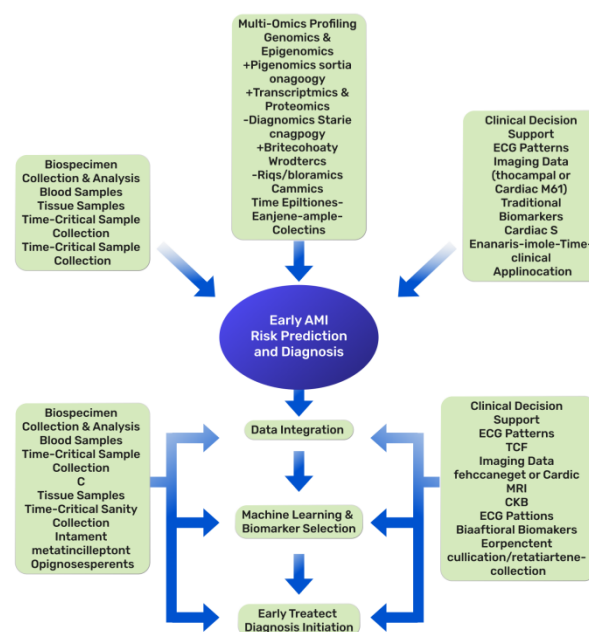 Multi-Omics Profiling
Genomics &
Epigenomics
+Pigenomics sortia
onagoogy
+Transcriptmics &
Proteomics
-Diagnomics Starie
cnagpogy
+Britecohoaty
Wrodtercs
-Riqs/bloramics
Cammics
Time Epiltiones-
Eanjene-ample-
Colectins
Biospecimen
Collection & Analysis
Blood Samples
Tissue Samples
Time-Critical Sample
Collection
Time-Critical Sample
Collection
Clinical Decision
Support
ECG Patterns
Imaging Data
(thocampal or
Cardiac M61)
Traditional
Biomarkers
Cardiac S
Enanaris-imole-Time-
clinical
Applinocation
Early AMI
Risk Prediction
and Diagnosis
Biospecimen
Collection & Analysis
Blood Samples
Time-Critical Sample
Collection
C
Tissue Samples
Time-Critical Sanity
Collection
Intament
metatincilleptont
Opignosesperents
Data Integration
Machine Learning &
Biomarker Selection
Early Treatect
Diagnosis Initiation
Clinical Decision
Support
ECG Patterns
TCF
Imaging Data
fehccaneget or Cardic
MRI
CKB
ECG Pattions
Biaaftioral Biomakers
Eorpenctent
cullication/retatiartene-
collection